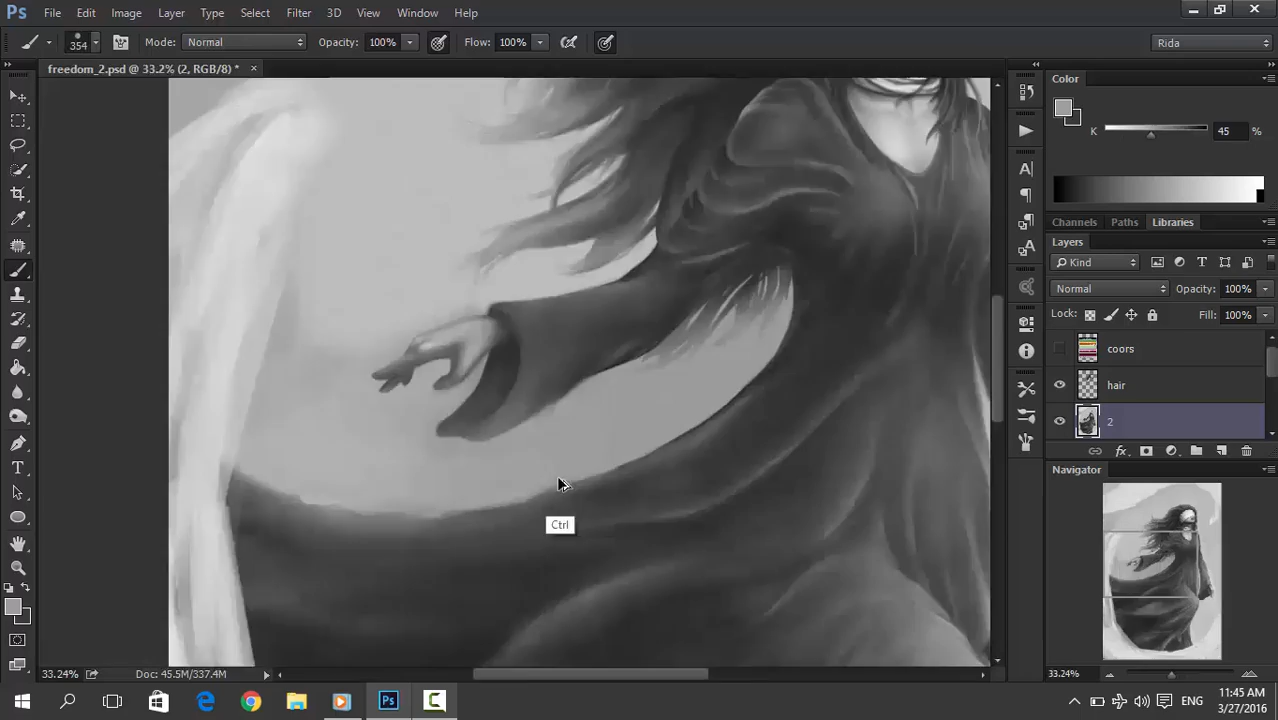 Ps File Edit Image Layer Type Select Filter 3D View Window Help
354 Mode: Normal Opacity: 100% Flow: 100% Rida
freedom_2.psd @ 33.2% (2, RGB/8) * ×
Color
K 45 %
Channels Paths Libraries
Layers
Kind
Normal Opacity: 100%
Lock: Fill: 100%
coors
hair
2
fx
Navigator
Ctrl
33.24% Doc: 45.5M/337.4M 33.24%
Ps ENG 11:45 AM
3/27/2016